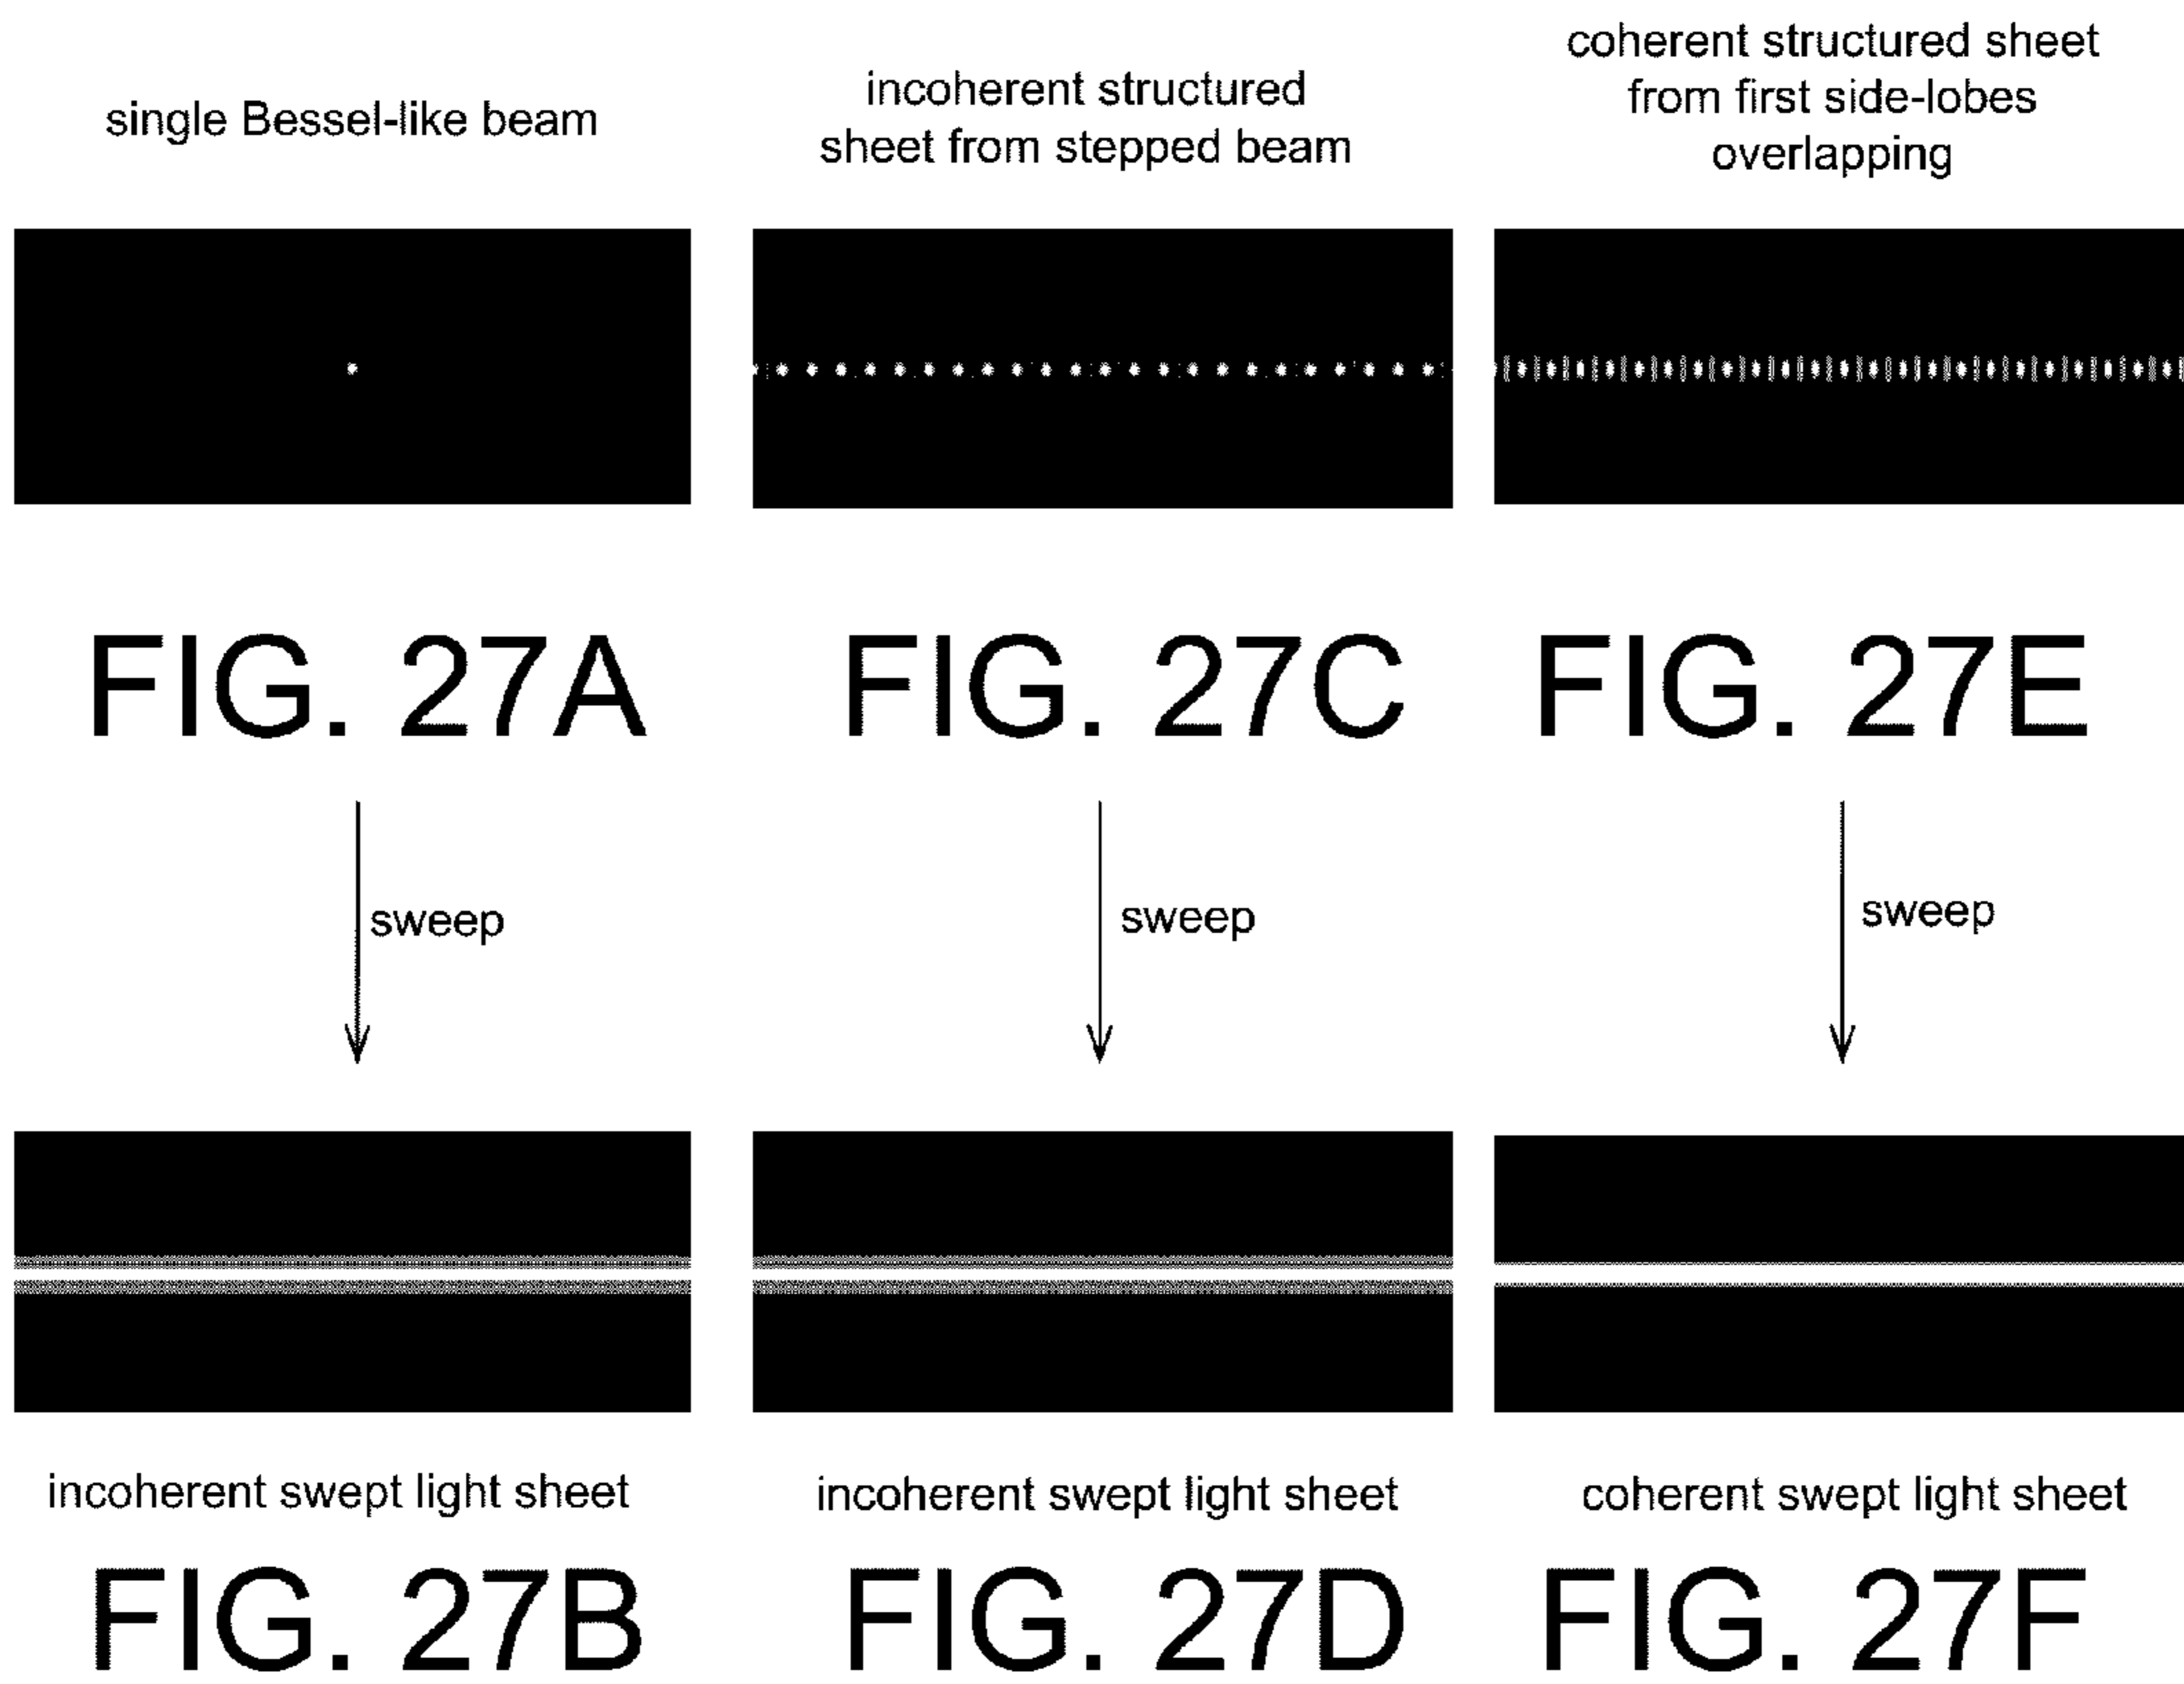 single Bessel-like beam
incoherent structured
sheet from stepped beam
coherent structured sheet
from first side-lobes
overlapping
FIG. 27A
FIG. 27C
FIG. 27E
sweep
sweep
sweep
incoherent swept light sheet
incoherent swept light sheet
coherent swept light sheet
FIG. 27B
FIG. 27D
FIG. 27F